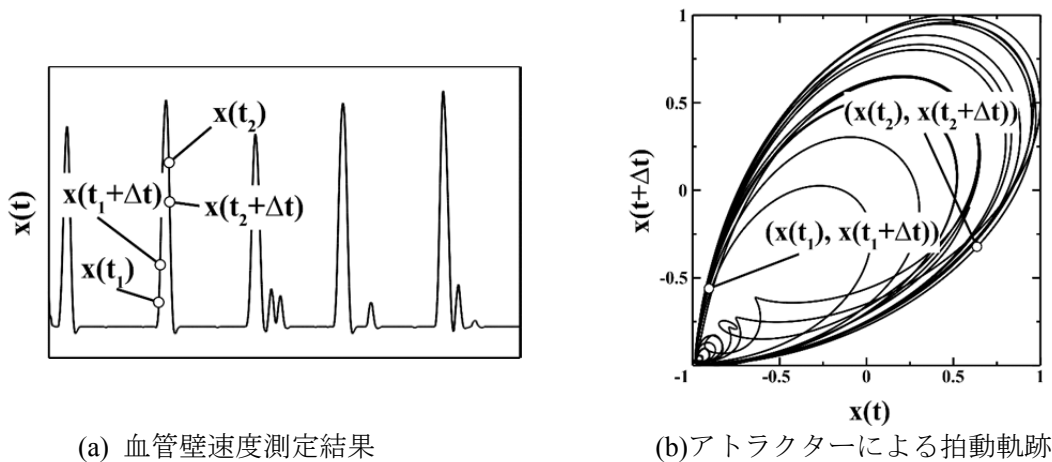 x(t)
x(t₂)
x(t₁+Δt)
x(t₂+Δt)
x(t₁)
(a) 血管壁速度測定結果
x(t+Δt)
1
0.5
0
-0.5
-1
-0.5
0
0.5
1
(x(t₂), x(t₂+Δt))
(x(t₁), x(t₁+Δt))
x(t)
(b)アトラクターによる拍動軌跡